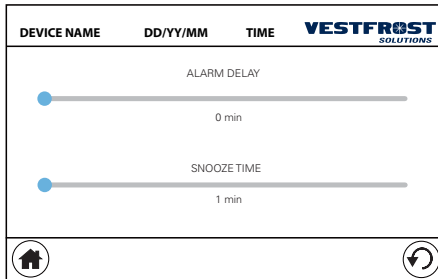 DEVICE NAME DD/YY/MM TIME VESTFROST
SOLUTIONS
ALARM DELAY
0 min
SNOOZE TIME
1 min